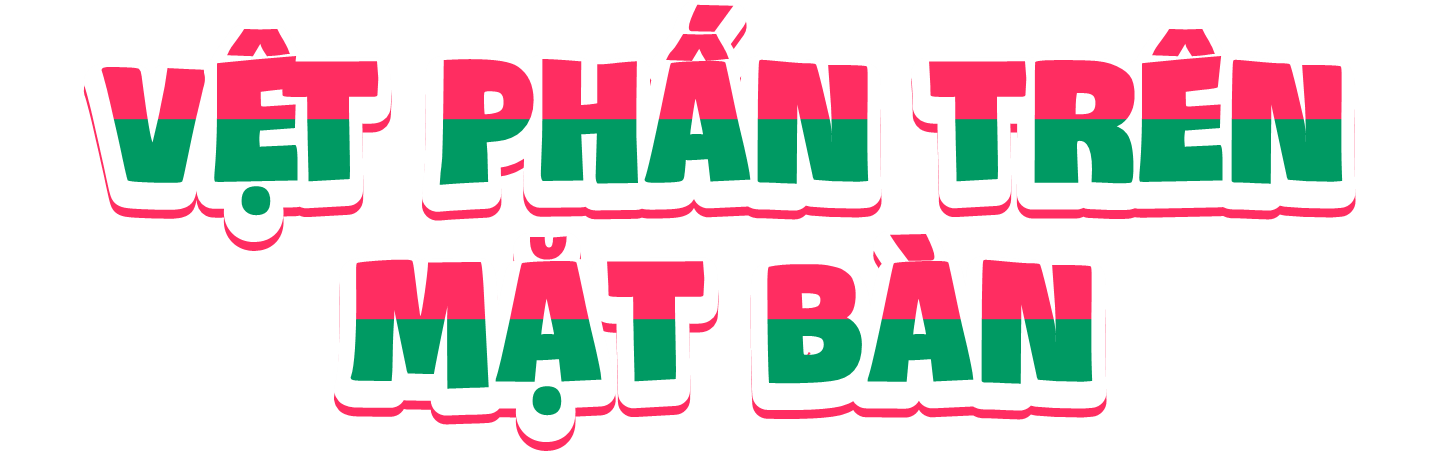 VỆT PHẤN TRÊN
MẶT BÀN